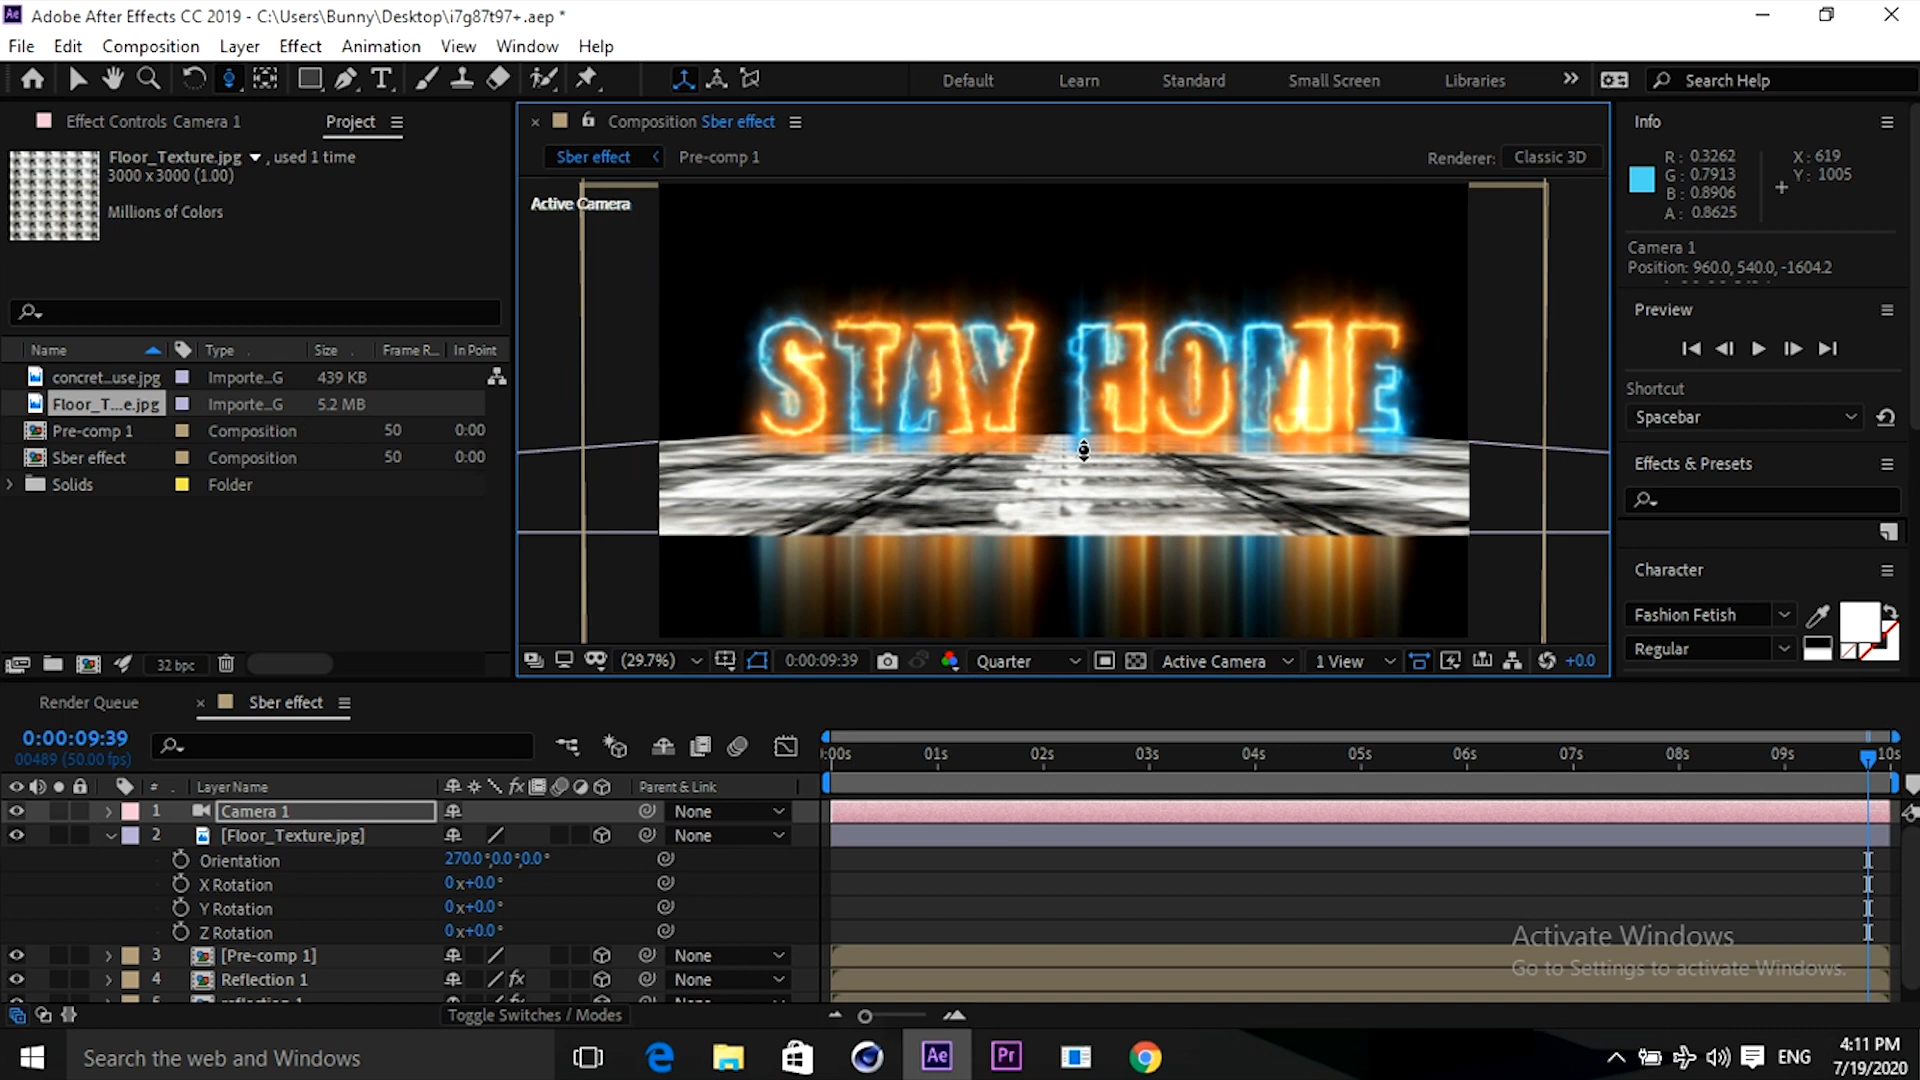 Adobe After Effects CC 2019 - C:\Users\Bunny\Desktop\i7g87t97+.aep *
File Edit Composition Layer Effect Animation View Window Help
Default Learn Standard Small Screen Libraries Search Help
Effect Controls Camera 1 Project
Floor_Texture.jpg , used 1 time
3000 x 3000 (1.00)
Millions of Colors
Name Type Size Frame R... In Point
concret...use.jpg Importe...G 439 KB
Floor_T...e.jpg Importe...G 5.2 MB
Pre-comp 1 Composition 50 0:00
Sber effect Composition 50 0:00
Solids Folder
32 bpc
Composition Sber effect
Sber effect Pre-comp 1 Renderer: Classic 3D
Active Camera
STAY HOME
(29.7%) 0:00:09:39 Quarter Active Camera 1 View +0.0
Info
R: 0.3262 X: 619
G: 0.7913 Y: 1005
B: 0.8906
A: 0.8625
Camera 1
Position: 960.0, 540.0, -1604.2
Preview
Shortcut
Spacebar
Effects & Presets
Character
Fashion Fetish
Regular
Render Queue Sber effect
0:00:09:39
00489 (50.00 fps)
:00s 01s 02s 03s 04s 05s 06s 07s 08s 09s 10s
# Layer Name Parent & Link
1 Camera 1 None
2 [Floor_Texture.jpg] None
Orientation 270.0°,0.0°,0.0°
X Rotation 0x+0.0°
Y Rotation 0x+0.0°
Z Rotation 0x+0.0°
3 [Pre-comp 1] None
4 Reflection 1 None
Toggle Switches / Modes
Activate Windows
Go to Settings to activate Windows.
Search the web and Windows
Ae Pr
ENG
4:11 PM
7/19/2020